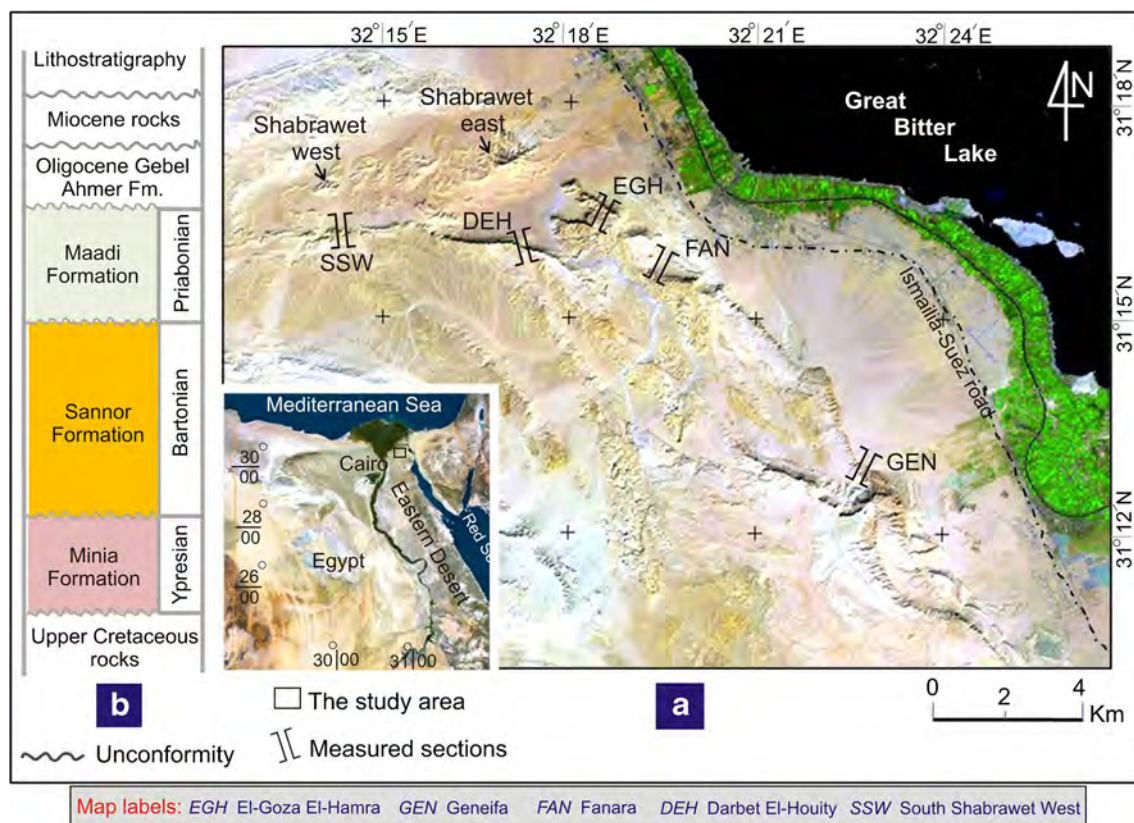 b
32° 15′ E
32° 18′ E
32° 21′ E
32° 24′ E
Lithostratigraphy
Miocene rocks
Oligocene Gebel
Ahmer Fm.
Maadi
Formation
Priabonian
Sannor
Formation
Bartonian
Minia
Formation
Ypresian
Upper Cretaceous
rocks
b
Unconformity
Shabrawet
west
Shabrawet
east
Great
Bitter
Lake
N
EGH
DEH
FAN
SSW
GEN
Ismailia-Suez road
31° 18′ N
31° 15′ N
31° 12′ N
Mediterranean Sea
Cairo
Eastern Desert
Egypt
Red Se
30°
00
28°
00
26°
00
30° 00
31° 00
The study area
Measured sections
a
0 2 4
Km
Map labels: EGH El-Goza El-Hamra GEN Geneifa FAN Fanara DEH Darbet El-Houity SSW South Shabrawet West